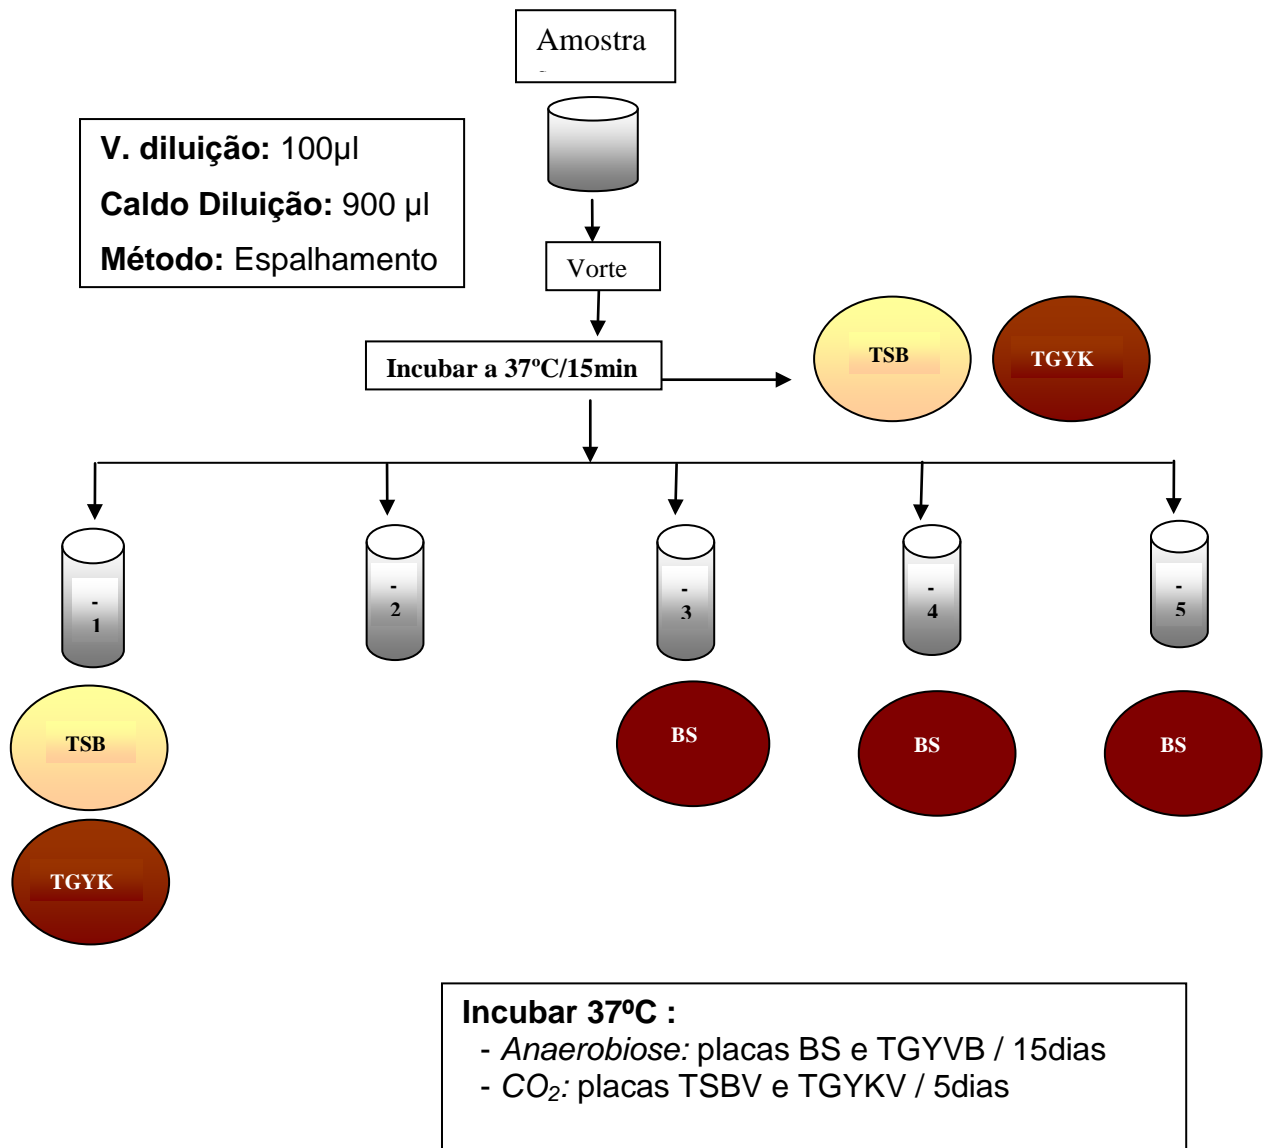 Amostra
V. diluição: 100µl
Caldo Diluição: 900 µl
Método: Espalhamento
Vorte
Incubar a 37ºC/15min
TSB
TGYK
-
1
-
2
-
3
-
4
-
5
TSB
TGYK
BS
BS
BS
Incubar 37ºC :
- Anaerobiose: placas BS e TGYVB / 15dias
- CO₂: placas TSBV e TGYKV / 5dias